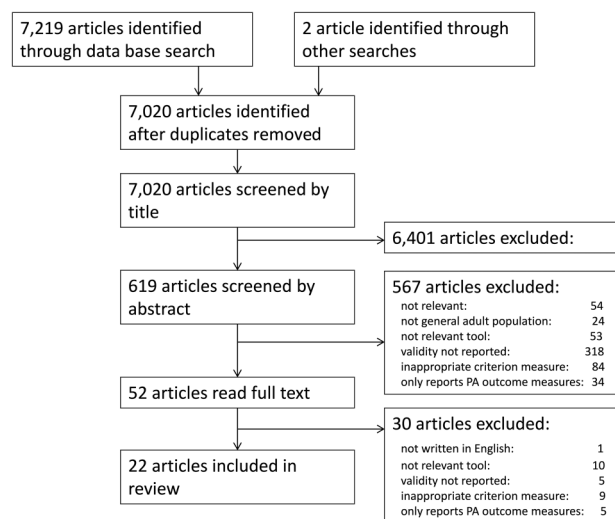 7,219 articles identified
through data base search
2 article identified through
other searches
7,020 articles identified
after duplicates removed
7,020 articles screened by
title
6,401 articles excluded:
619 articles screened by
abstract
567 articles excluded:
not relevant: 54
not general adult population: 24
not relevant tool: 53
validity not reported: 318
inappropriate criterion measure: 84
only reports PA outcome measures: 34
52 articles read full text
30 articles excluded:
not written in English: 1
not relevant tool: 10
validity not reported: 5
inappropriate criterion measure: 9
only reports PA outcome measures: 5
22 articles included in
review